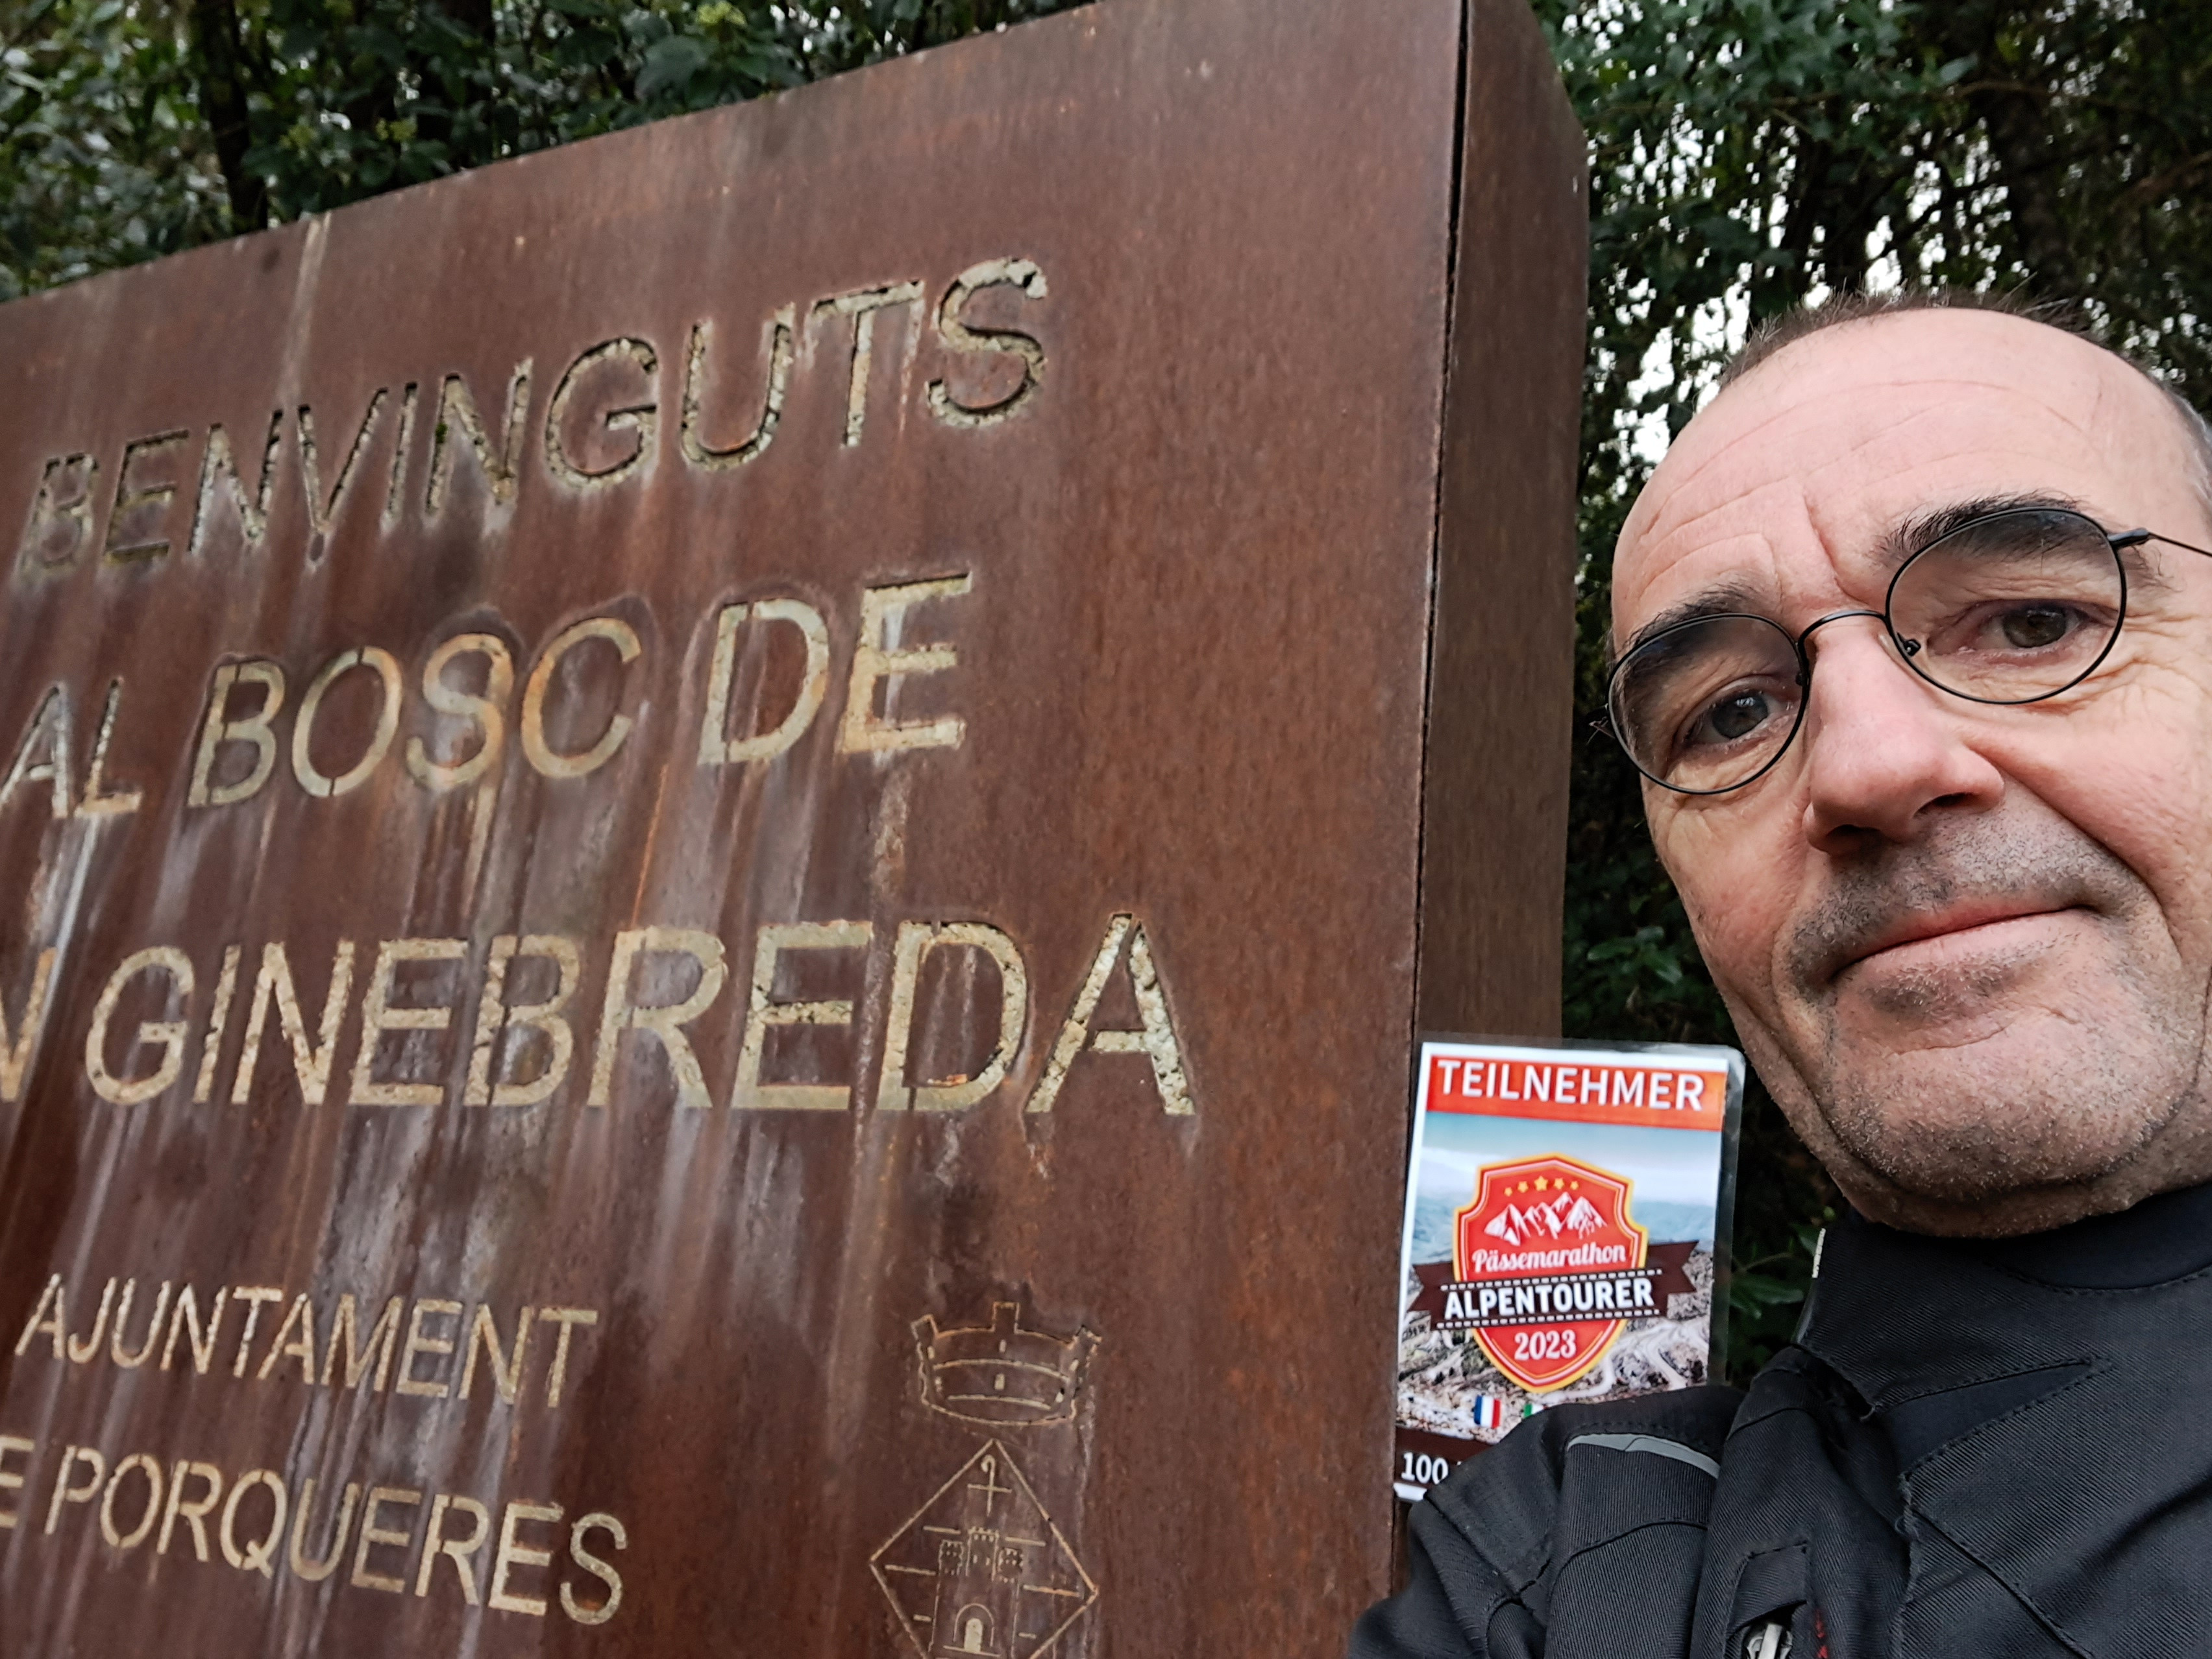 BENVINGUTS
AL BOSC DE
N GINEBREDA
AJUNTAMENT
E PORQUERES
TEILNEHMER
Pässemarathon
ALPENTOURER
2023
100